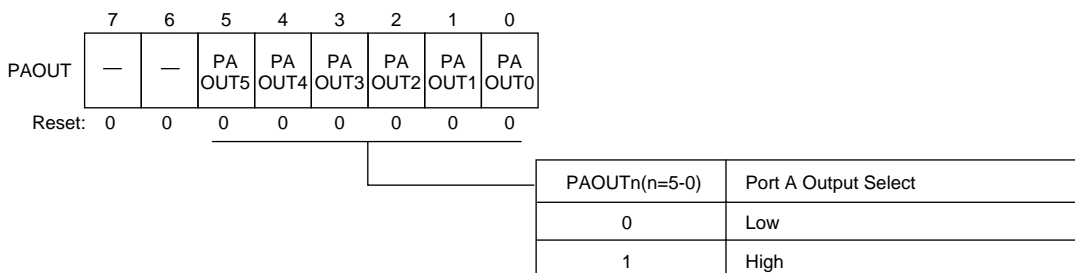 7 6 5 4 3 2 1 0
PAOUT — — PA OUT5 PA OUT4 PA OUT3 PA OUT2 PA OUT1 PA OUT0
Reset: 0 0 0 0 0 0 0 0
PAOUTn(n=5-0) Port A Output Select
0 Low
1 High